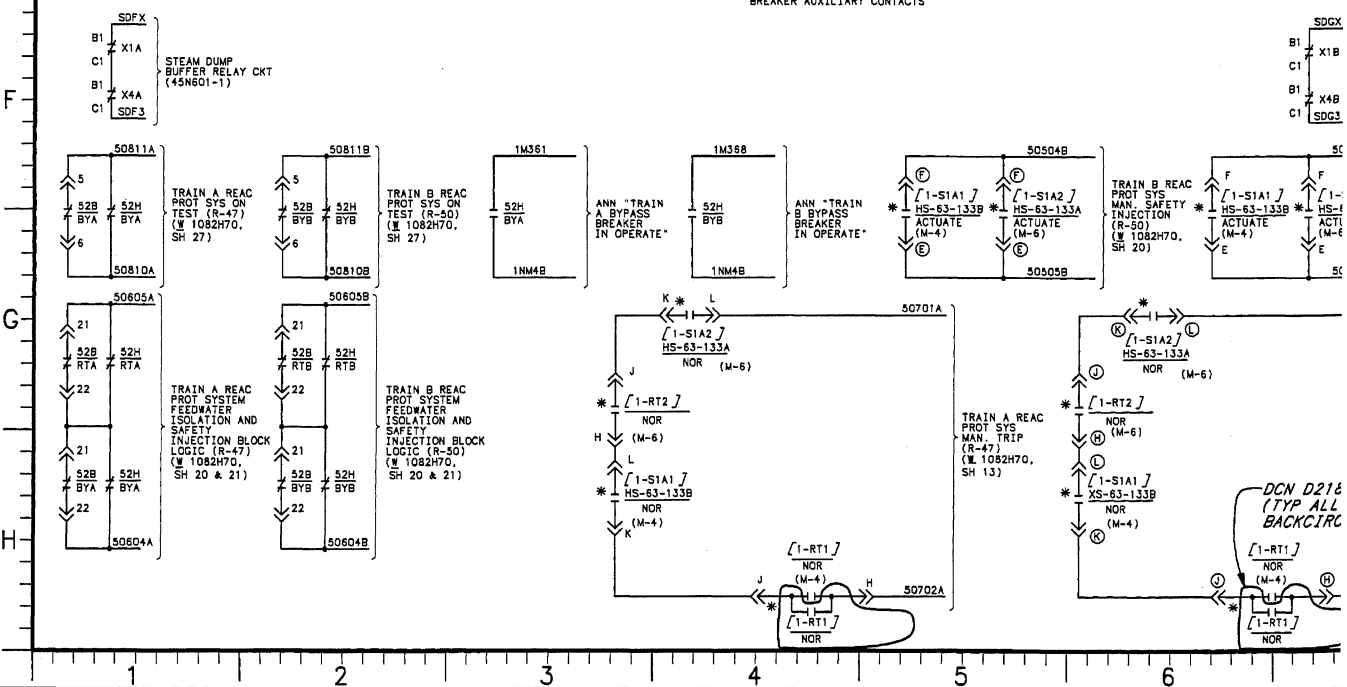 BREAKER AUXILIARY CONTACTS
SDFX
B1
X1A
C1
B1
X4A
C1
SDF3
STEAM DUMP
BUFFER RELAY CKT
(45N601-1)
SDGX
B1
X1B
C1
B1
X4B
C1
SDG3
F
50811A
5
52B
BYA
52H
BYA
6
50810A
TRAIN A REAC
PROT SYS ON
TEST (R-47)
(W 1082H70,
SH 27)
50811B
5
52B
BYB
52H
BYB
6
50810B
TRAIN B REAC
PROT SYS ON
TEST (R-50)
(W 1082H70,
SH 27)
1M361
52H
BYA
1NM4B
ANN "TRAIN
A BYPASS
BREAKER
IN OPERATE"
1M368
52H
BYB
1NM4B
ANN "TRAIN
B BYPASS
BREAKER
IN OPERATE"
50504B
F
[1-S1A1]
* HS-63-133B
ACTUATE
(M-4)
E
F
[1-S1A2]
* HS-63-133A
ACTUATE
(M-6)
E
50505B
TRAIN B REAC
PROT SYS
MAN. SAFETY
INJECTION
(R-50)
(W 1082H70,
SH 20)
50
F
[1-S1A1]
* HS-63-133B
ACTUATE
(M-4)
E
F
[1-
* HS-6
ACTU
(M-6
E
50
G
50605A
21
52B
RTA
52H
RTA
22
21
52B
BYA
52H
BYA
22
50604A
TRAIN A REAC
PROT SYSTEM
FEEDWATER
ISOLATION AND
SAFETY
INJECTION BLOCK
LOGIC (R-47)
(W 1082H70,
SH 20 & 21)
50605B
21
52B
RTB
52H
RTB
22
21
52B
BYB
52H
BYB
22
50604B
TRAIN B REAC
PROT SYSTEM
FEEDWATER
ISOLATION AND
SAFETY
INJECTION BLOCK
LOGIC (R-50)
(W 1082H70,
SH 20 & 21)
K * L
50701A
[1-S1A2]
HS-63-133A
NOR
(M-6)
J
* [1-RT2]
NOR
H (M-6)
L
[1-S1A1]
* HS-63-133B
NOR
(M-4)
K
[1-RT1]
NOR
(M-4)
J
H
50702A
*
[1-RT1]
NOR
TRAIN A REAC
PROT SYS
MAN. TRIP
(R-47)
(W 1082H70,
SH 13)
*
K L
[1-S1A2]
HS-63-133A
NOR
(M-6)
J
* [1-RT2]
NOR
(M-6)
H
L
[1-S1A1]
* XS-63-133B
NOR
(M-4)
K
DCN D218
(TYP ALL
BACKCIRC
[1-RT1]
NOR
(M-4)
J
H
*
[1-RT1]
NOR
H
1 2 3 4 5 6